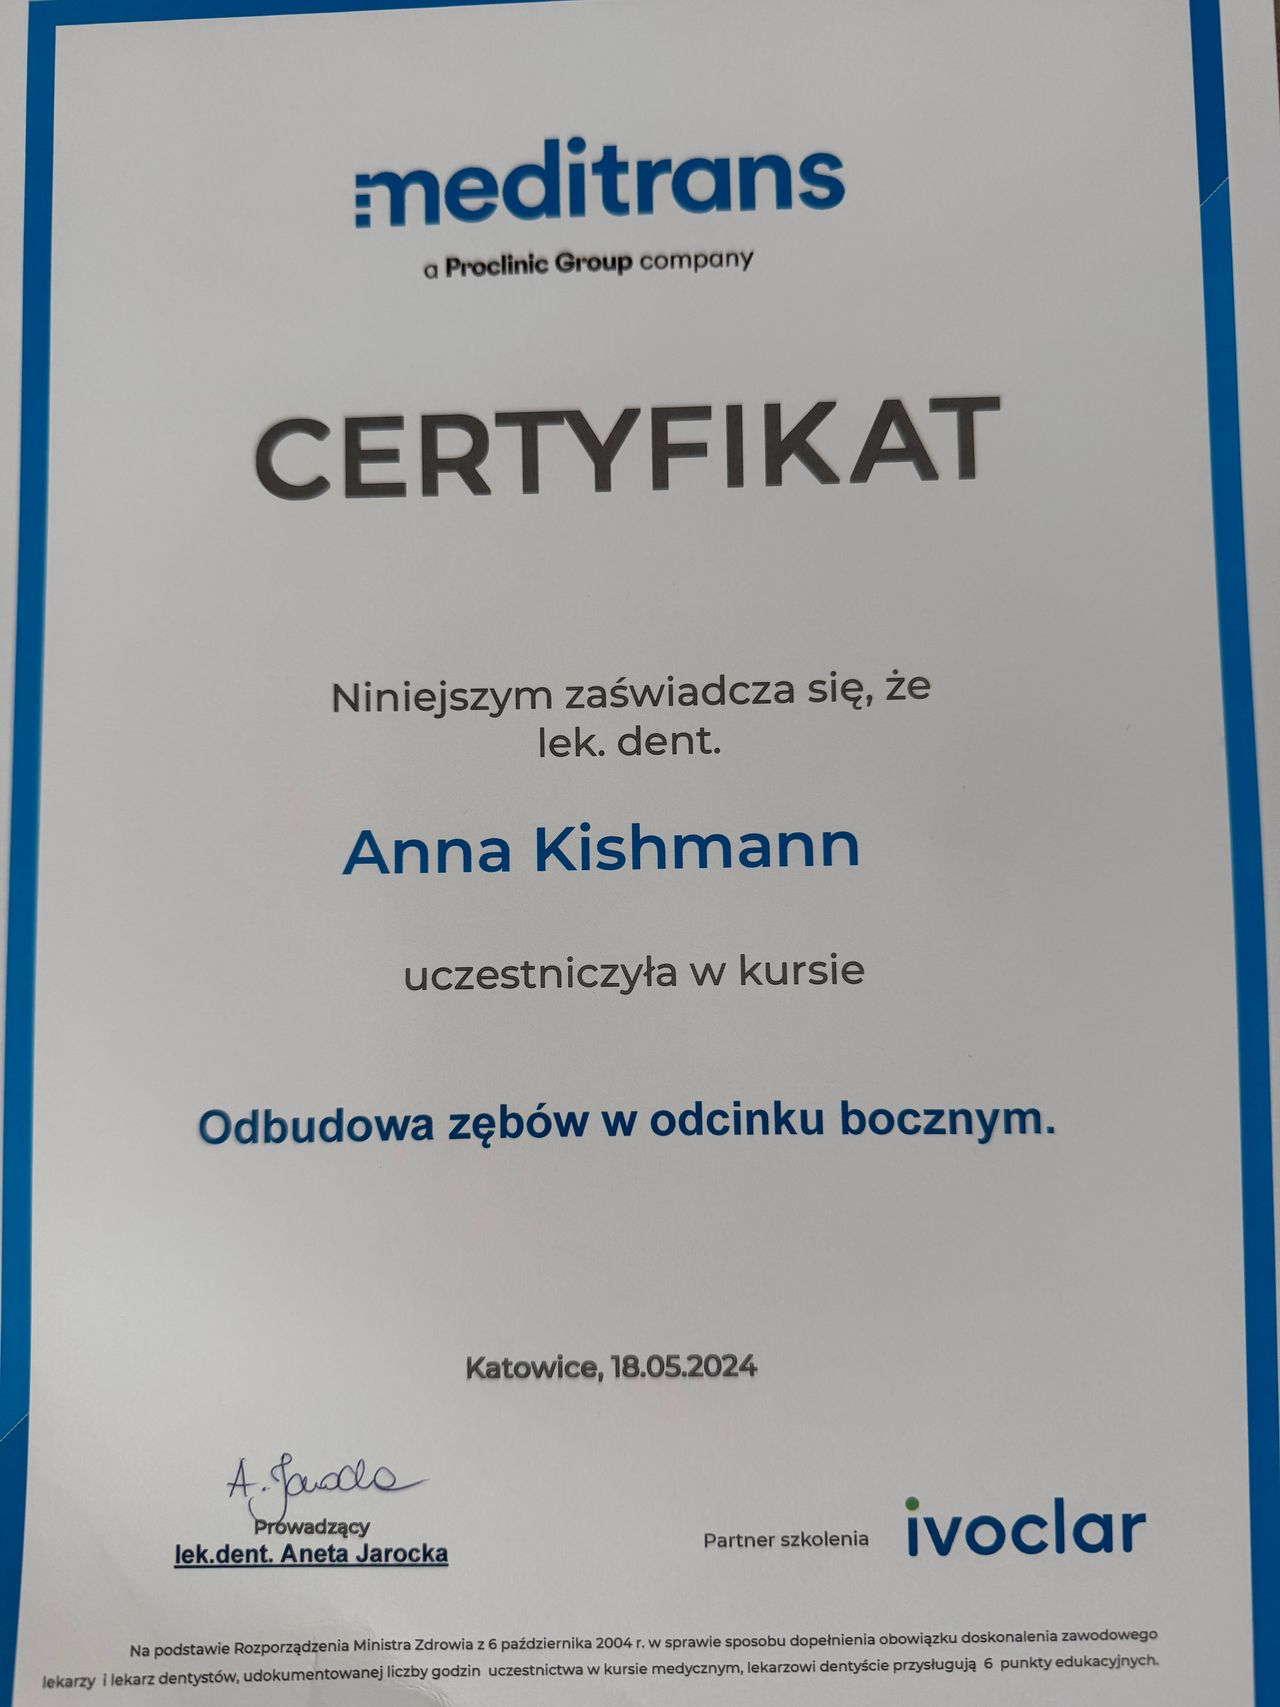 meditrans
a Proclinic Group company
CERTYFIKAT
Niniejszym zaświadcza się, że
lek. dent.
Anna Kishmann
uczestniczyła w kursie
Odbudowa zębów w odcinku bocznym.
Katowice, 18.05.2024
A. Jarocka
Prowadzący
lek.dent. Aneta Jarocka
Partner szkolenia
ivoclar
Na podstawie Rozporządzenia Ministra Zdrowia z 6 października 2004 r. w sprawie sposobu dopełnienia obowiązku doskonalenia zawodowego
lekarzy i lekarz dentystów, udokumentowanej liczby godzin uczestnictwa w kursie medycznym, lekarzowi dentyście przysługują 6 punkty edukacyjnych.